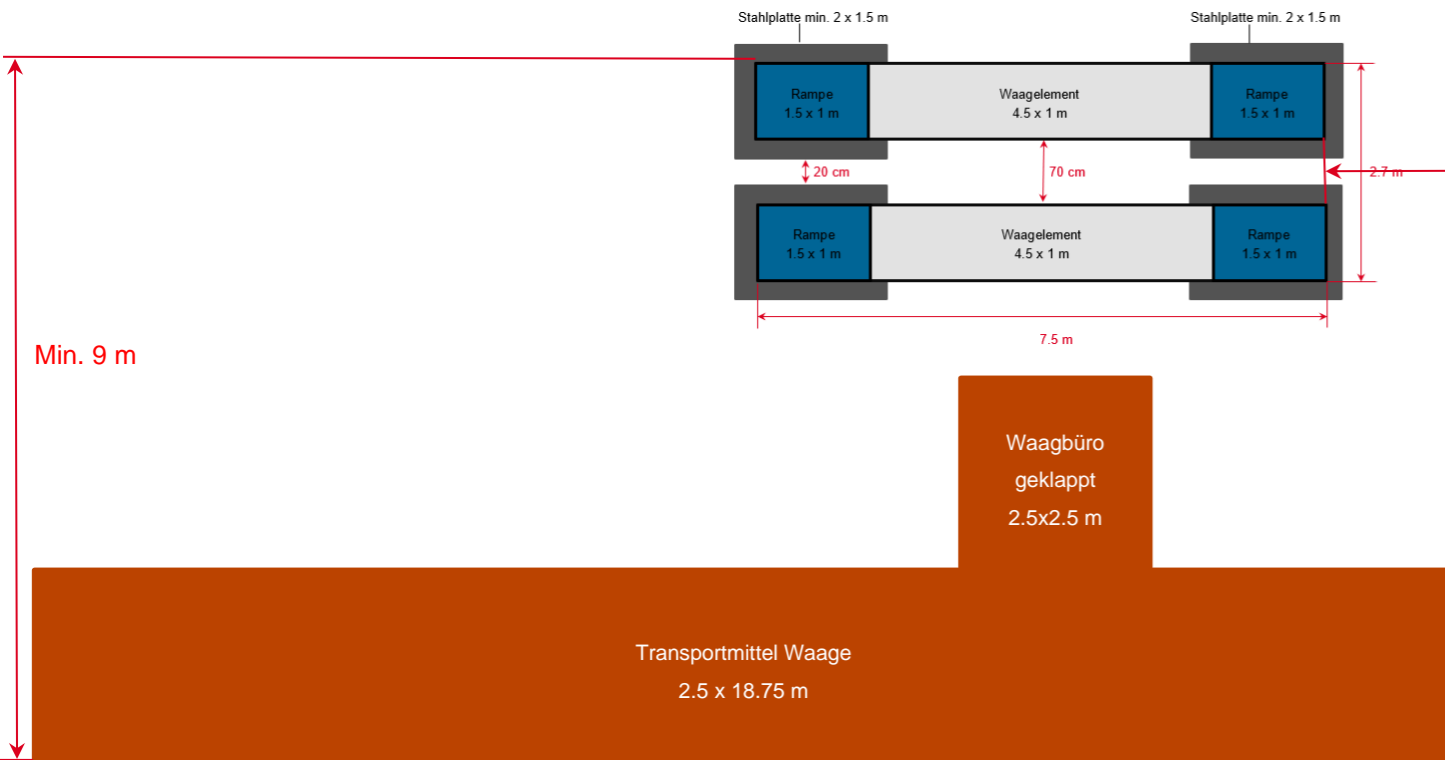 Stahlplatte min. 2 x 1.5 m
Stahlplatte min. 2 x 1.5 m
Rampe
1.5 x 1 m
Waagelement
4.5 x 1 m
Rampe
1.5 x 1 m
20 cm
70 cm
2.7 m
Rampe
1.5 x 1 m
Waagelement
4.5 x 1 m
Rampe
1.5 x 1 m
7.5 m
Min. 9 m
Waagbüro
geklappt
2.5x2.5 m
Transportmittel Waage
2.5 x 18.75 m